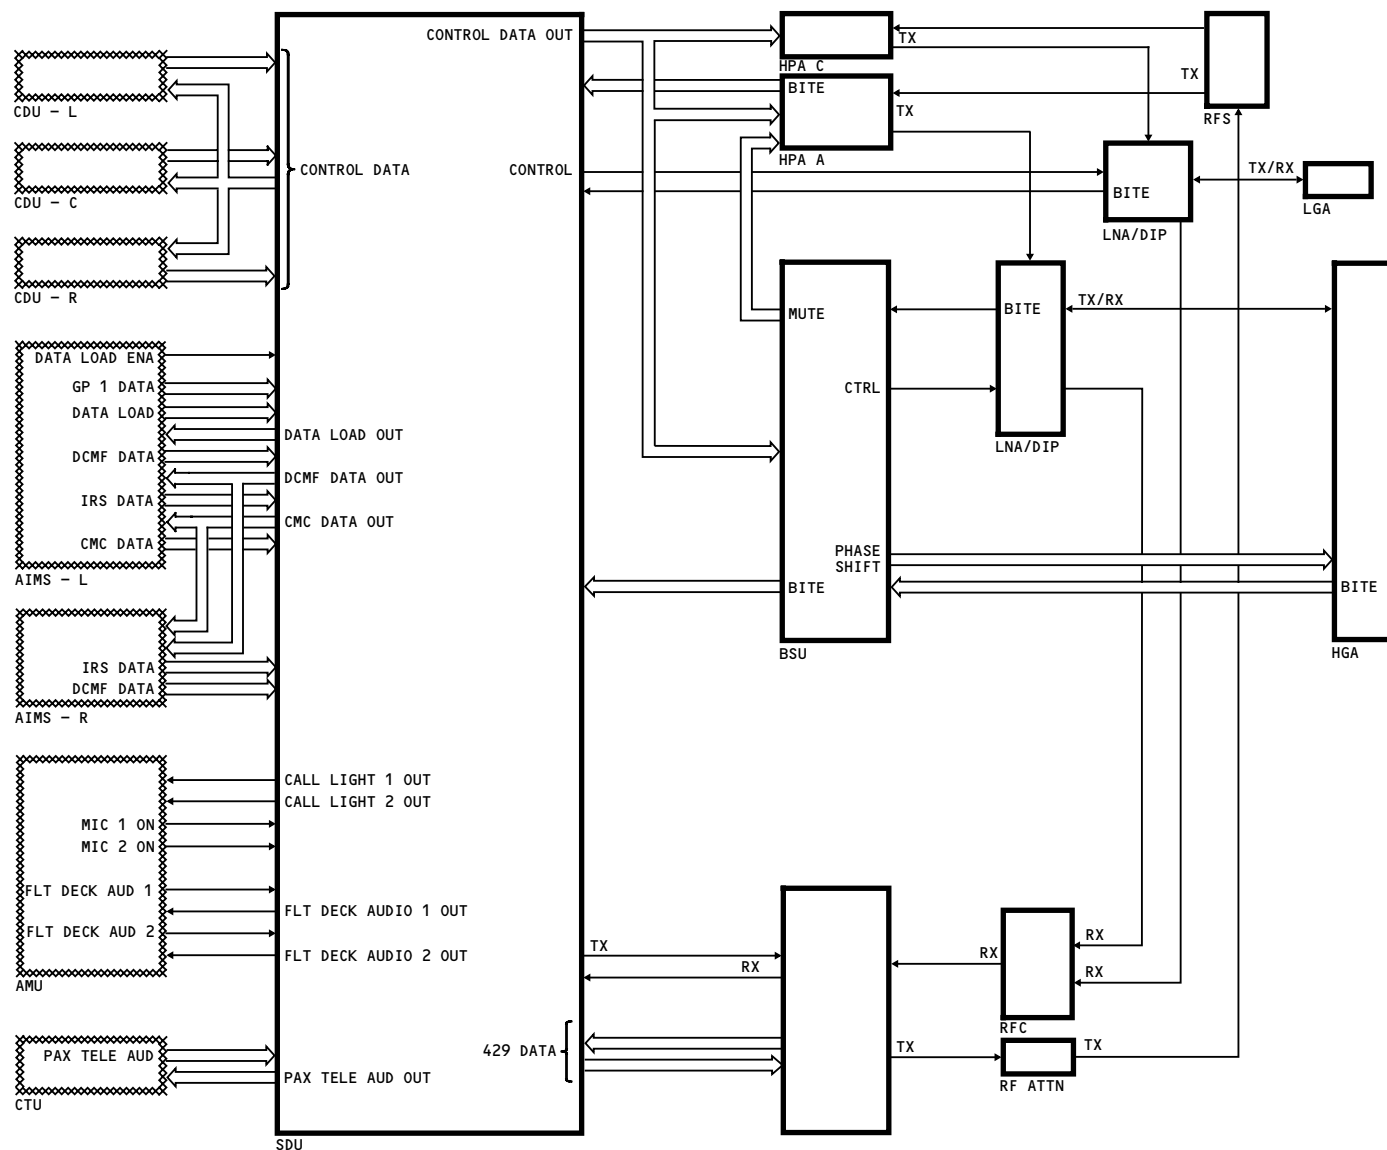 CONTROL DATA OUT
TX
HPA C
BITE
TX
HPA A
TX
RFS
CDU - L
CDU - C
CDU - R
CONTROL DATA
CONTROL
BITE
LNA/DIP
TX/RX
LGA
MUTE
CTRL
PHASE
SHIFT
BITE
BSU
BITE
LNA/DIP
TX/RX
BITE
HGA
DATA LOAD ENA
GP 1 DATA
DATA LOAD
DATA LOAD OUT
DCMF DATA
DCMF DATA OUT
IRS DATA
CMC DATA OUT
CMC DATA
AIMS - L
IRS DATA
DCMF DATA
AIMS - R
CALL LIGHT 1 OUT
CALL LIGHT 2 OUT
MIC 1 ON
MIC 2 ON
FLT DECK AUD 1
FLT DECK AUDIO 1 OUT
FLT DECK AUD 2
FLT DECK AUDIO 2 OUT
AMU
TX
RX
RX
RX
RX
RFC
429 DATA
TX
TX
RF ATTN
PAX TELE AUD
PAX TELE AUD OUT
CTU
SDU